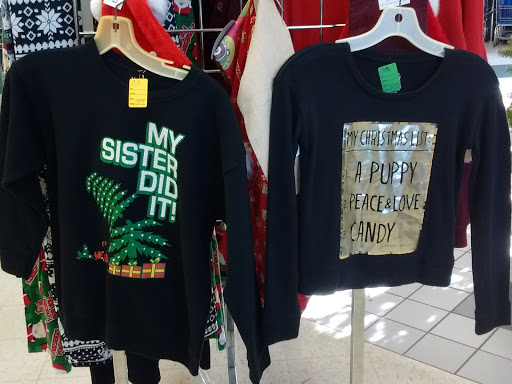 MY
SISTER
DID
IT!
MY CHRISTMAS LIST
A PUPPY
PEACE & LOVE
CANDY